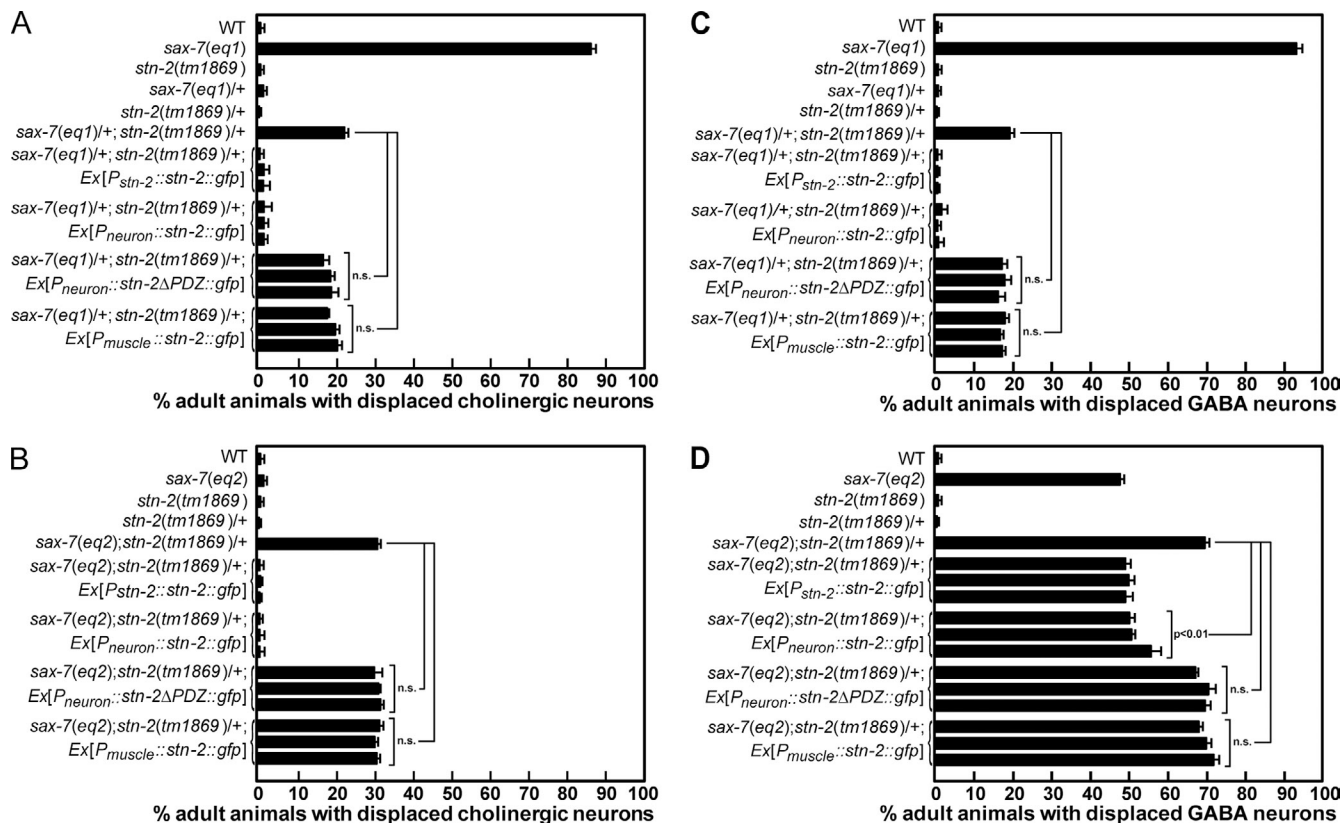 A
WT
sax-7(eq1)
stn-2(tm1869)
sax-7(eq1)/+
stn-2(tm1869)/+
sax-7(eq1)/+; stn-2(tm1869)/+
sax-7(eq1)/+; stn-2(tm1869)/+;
Ex[Pstn-2::stn-2::gfp]
sax-7(eq1)/+; stn-2(tm1869)/+;
Ex[Pneuron::stn-2::gfp]
sax-7(eq1)/+; stn-2(tm1869)/+;
Ex[Pneuron::stn-2ΔPDZ::gfp]
n.s.
sax-7(eq1)/+; stn-2(tm1869)/+;
Ex[Pmuscle::stn-2::gfp]
n.s.
0 10 20 30 40 50 60 70 80 90 100
% adult animals with displaced cholinergic neurons
B
WT
sax-7(eq2)
stn-2(tm1869)
stn-2(tm1869)/+
sax-7(eq2);stn-2(tm1869)/+
sax-7(eq2);stn-2(tm1869)/+;
Ex[Pstn-2::stn-2::gfp]
sax-7(eq2);stn-2(tm1869)/+;
Ex[Pneuron::stn-2::gfp]
sax-7(eq2);stn-2(tm1869)/+;
Ex[Pneuron::stn-2ΔPDZ::gfp]
n.s.
sax-7(eq2);stn-2(tm1869)/+;
Ex[Pmuscle::stn-2::gfp]
n.s.
0 10 20 30 40 50 60 70 80 90 100
% adult animals with displaced cholinergic neurons
C
WT
sax-7(eq1)
stn-2(tm1869)
sax-7(eq1)/+
stn-2(tm1869)/+
sax-7(eq1)/+; stn-2(tm1869)/+
sax-7(eq1)/+; stn-2(tm1869)/+;
Ex[Pstn-2::stn-2::gfp]
sax-7(eq1)/+; stn-2(tm1869)/+;
Ex[Pneuron::stn-2::gfp]
sax-7(eq1)/+; stn-2(tm1869)/+;
Ex[Pneuron::stn-2ΔPDZ::gfp]
n.s.
sax-7(eq1)/+; stn-2(tm1869)/+;
Ex[Pmuscle::stn-2::gfp]
n.s.
0 10 20 30 40 50 60 70 80 90 100
% adult animals with displaced GABA neurons
D
WT
sax-7(eq2)
stn-2(tm1869)
stn-2(tm1869)/+
sax-7(eq2);stn-2(tm1869)/+
sax-7(eq2);stn-2(tm1869)/+;
Ex[Pstn-2::stn-2::gfp]
sax-7(eq2);stn-2(tm1869)/+;
Ex[Pneuron::stn-2::gfp]
p<0.01
sax-7(eq2);stn-2(tm1869)/+;
Ex[Pneuron::stn-2ΔPDZ::gfp]
n.s.
sax-7(eq2);stn-2(tm1869)/+;
Ex[Pmuscle::stn-2::gfp]
n.s.
0 10 20 30 40 50 60 70 80 90 100
% adult animals with displaced GABA neurons